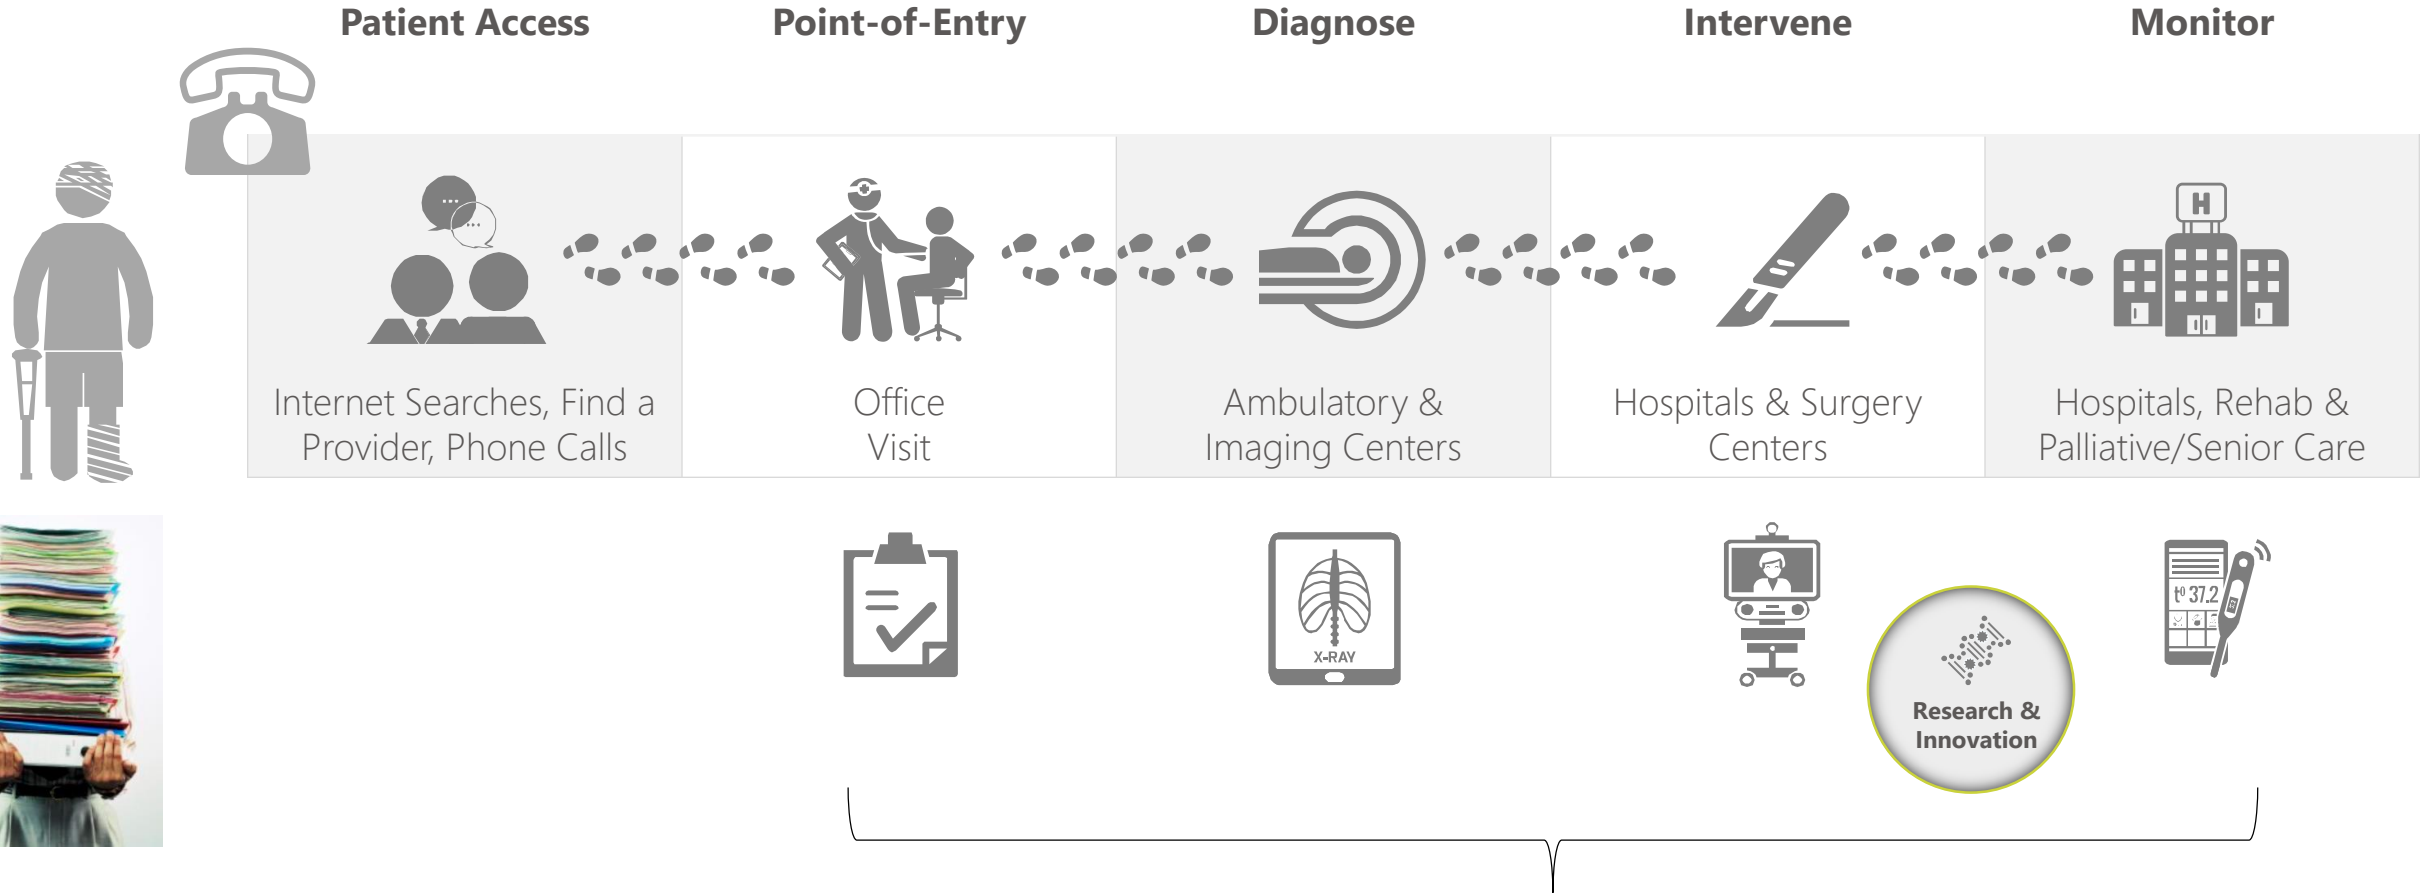 Patient Access
Point-of-Entry
Diagnose
Intervene
Monitor
H
Internet Searches, Find a
Provider, Phone Calls
Office
Visit
Ambulatory &
Imaging Centers
Hospitals & Surgery
Centers
Hospitals, Rehab &
Palliative/Senior Care
X-RAY
tº 37.2
Research &
Innovation